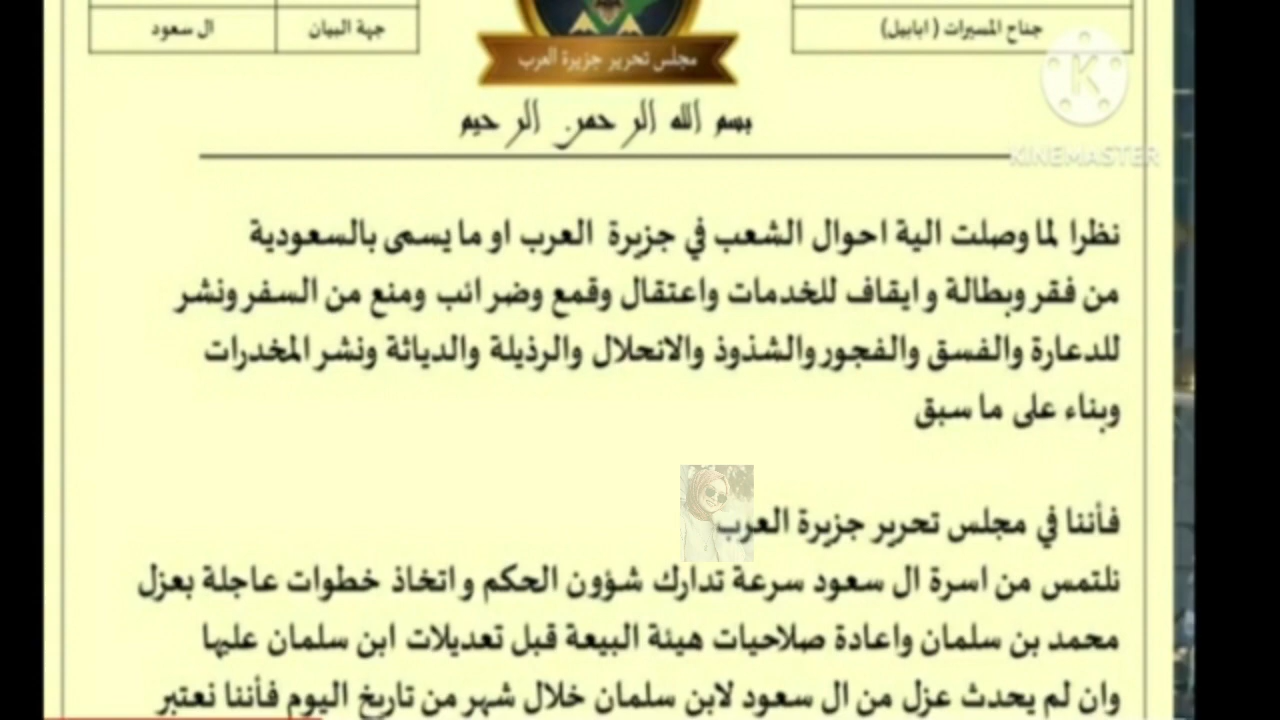 جناح المسيرات ( ابابيل)
جهة البيان
ال سعود
مجلس تحرير جزيرة العرب
بسم الله الرحمن الرحيم
KINEMASTER
نظرا لما وصلت الية احوال الشعب في جزيرة العرب او ما يسمى بالسعودية
من فقر وبطالة و ايقاف للخدمات واعتقال وقمع وضرائب ومنع من السفر ونشر
للدعارة والفسق والفجور والشذوذ والانحلال والرذيلة والدياثة ونشر المخدرات
وبناء على ما سبق
فأننا في مجلس تحرير جزيرة العرب
نلتمس من اسرة ال سعود سرعة تدارك شؤون الحكم و اتخاذ خطوات عاجلة بعزل
محمد بن سلمان واعادة صلاحيات هيئة البيعة قبل تعديلات ابن سلمان عليها
وان لم يحدث عزل من ال سعود لابن سلمان خلال شهر من تاريخ اليوم فأننا نعتبر